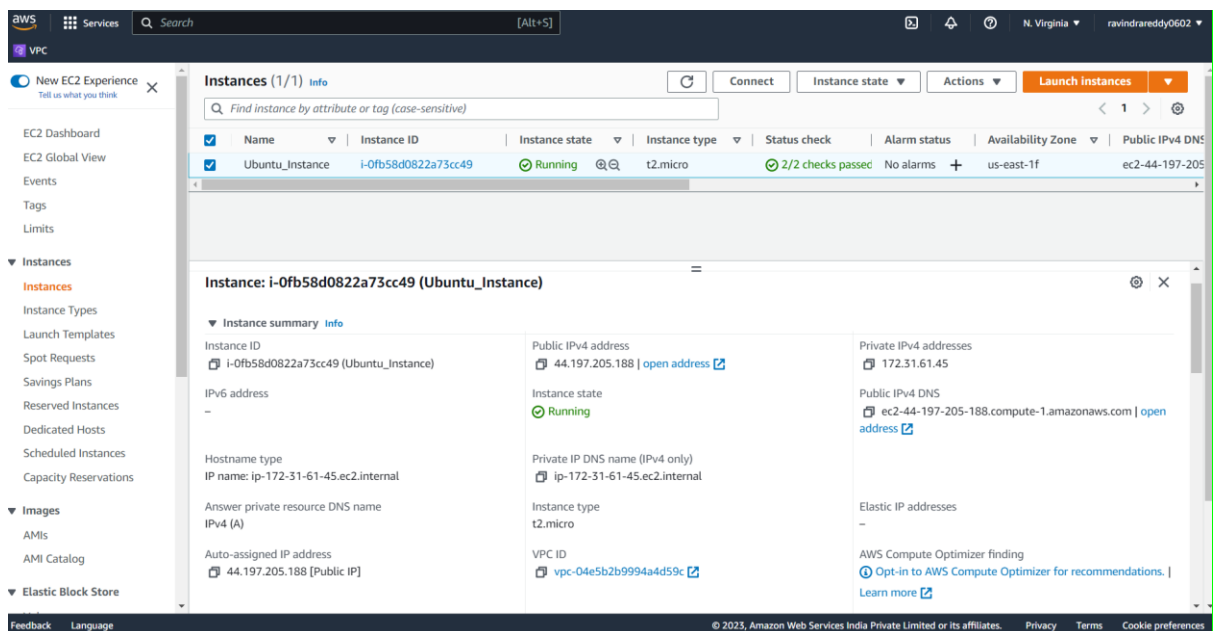 aws Services Search [Alt+S] N. Virginia ravindrareddy0602
VPC
New EC2 Experience
Tell us what you think
EC2 Dashboard
EC2 Global View
Events
Tags
Limits
Instances
Instances
Instance Types
Launch Templates
Spot Requests
Savings Plans
Reserved Instances
Dedicated Hosts
Scheduled Instances
Capacity Reservations
Images
AMIs
AMI Catalog
Elastic Block Store
Instances (1/1) Info Connect Instance state Actions Launch instances
Find instance by attribute or tag (case-sensitive) 1
Name Instance ID Instance state Instance type Status check Alarm status Availability Zone Public IPv4 DNS
Ubuntu_Instance i-0fb58d0822a73cc49 Running t2.micro 2/2 checks passed No alarms + us-east-1f ec2-44-197-205
Instance: i-0fb58d0822a73cc49 (Ubuntu_Instance)
Instance summary Info
Instance ID
i-0fb58d0822a73cc49 (Ubuntu_Instance)
Public IPv4 address
44.197.205.188 | open address
Private IPv4 addresses
172.31.61.45
IPv6 address
–
Instance state
Running
Public IPv4 DNS
ec2-44-197-205-188.compute-1.amazonaws.com | open
address
Hostname type
IP name: ip-172-31-61-45.ec2.internal
Private IP DNS name (IPv4 only)
ip-172-31-61-45.ec2.internal
Answer private resource DNS name
IPv4 (A)
Instance type
t2.micro
Elastic IP addresses
–
Auto-assigned IP address
44.197.205.188 [Public IP]
VPC ID
vpc-04e5b2b9994a4d59c
AWS Compute Optimizer finding
Opt-in to AWS Compute Optimizer for recommendations. |
Learn more
Feedback Language © 2023, Amazon Web Services India Private Limited or its affiliates. Privacy Terms Cookie preferences